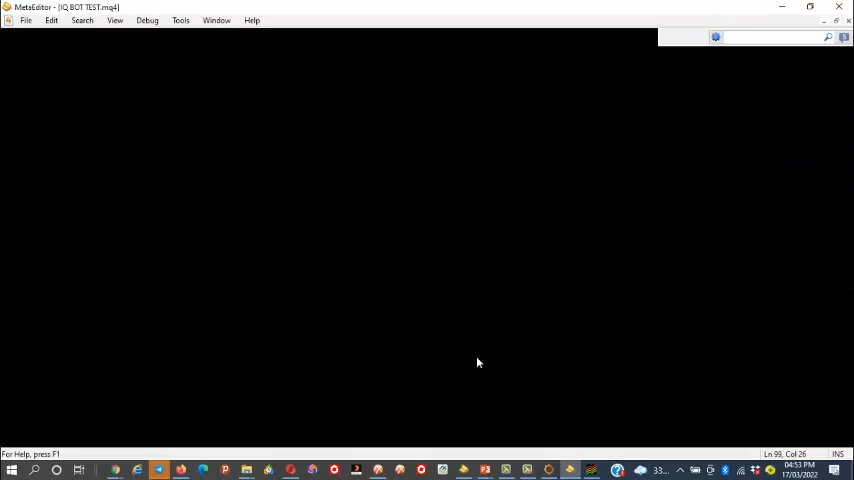 MetaEditor - [IQ BOT TEST.mq4]
File Edit Search View Debug Tools Window Help
For Help, press F1
Ln 99, Col 26
INS
33...
04:53 PM
17/03/2022